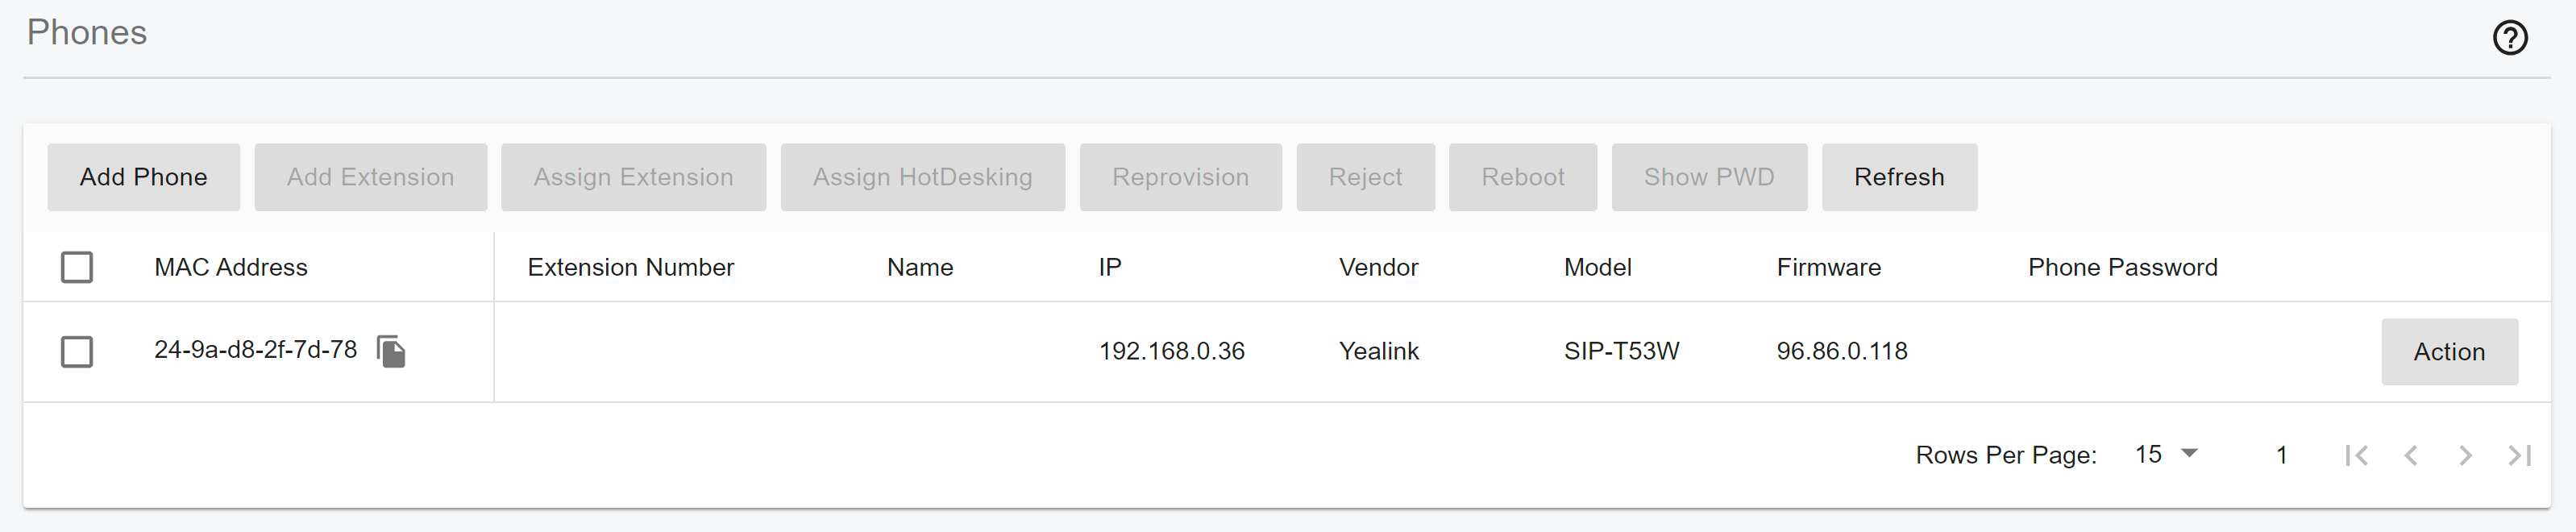 Phones
Add Phone Add Extension Assign Extension Assign HotDesking Reprovision Reject Reboot Show PWD Refresh
MAC Address Extension Number Name IP Vendor Model Firmware Phone Password
24-9a-d8-2f-7d-78 192.168.0.36 Yealink SIP-T53W 96.86.0.118 Action
Rows Per Page: 15 1